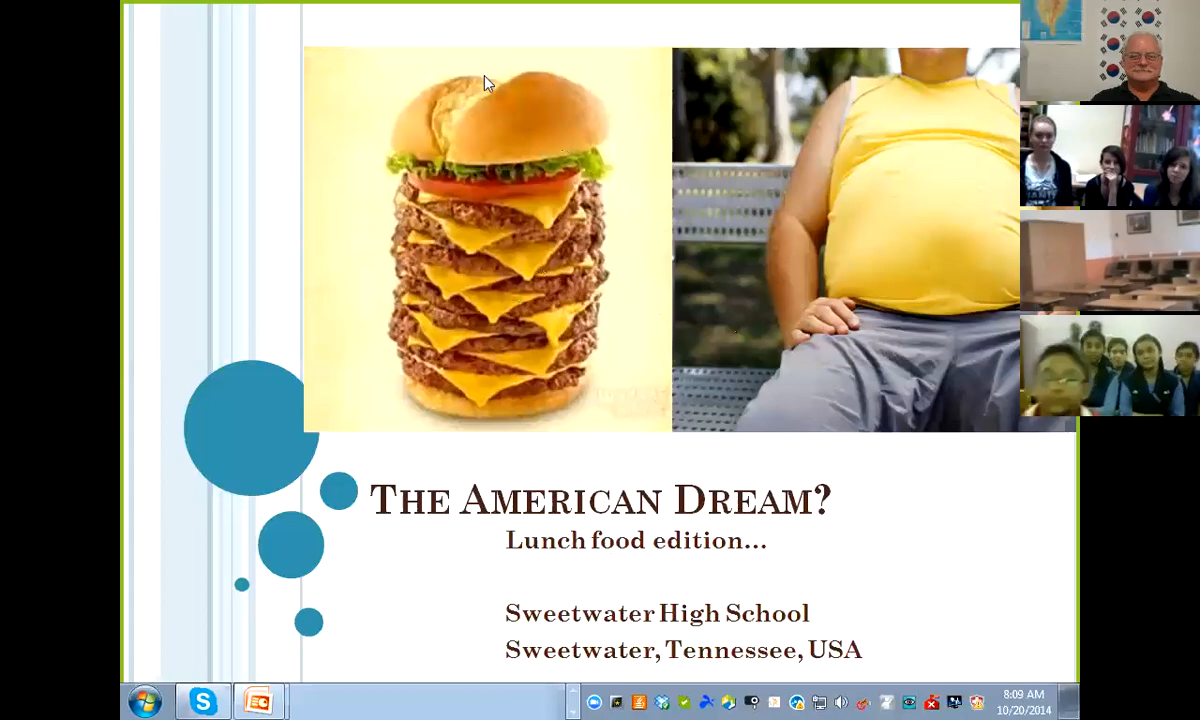 THE AMERICAN DREAM?
Lunch food edition...
Sweetwater High School
Sweetwater, Tennessee, USA
8:09 AM
10/20/2014